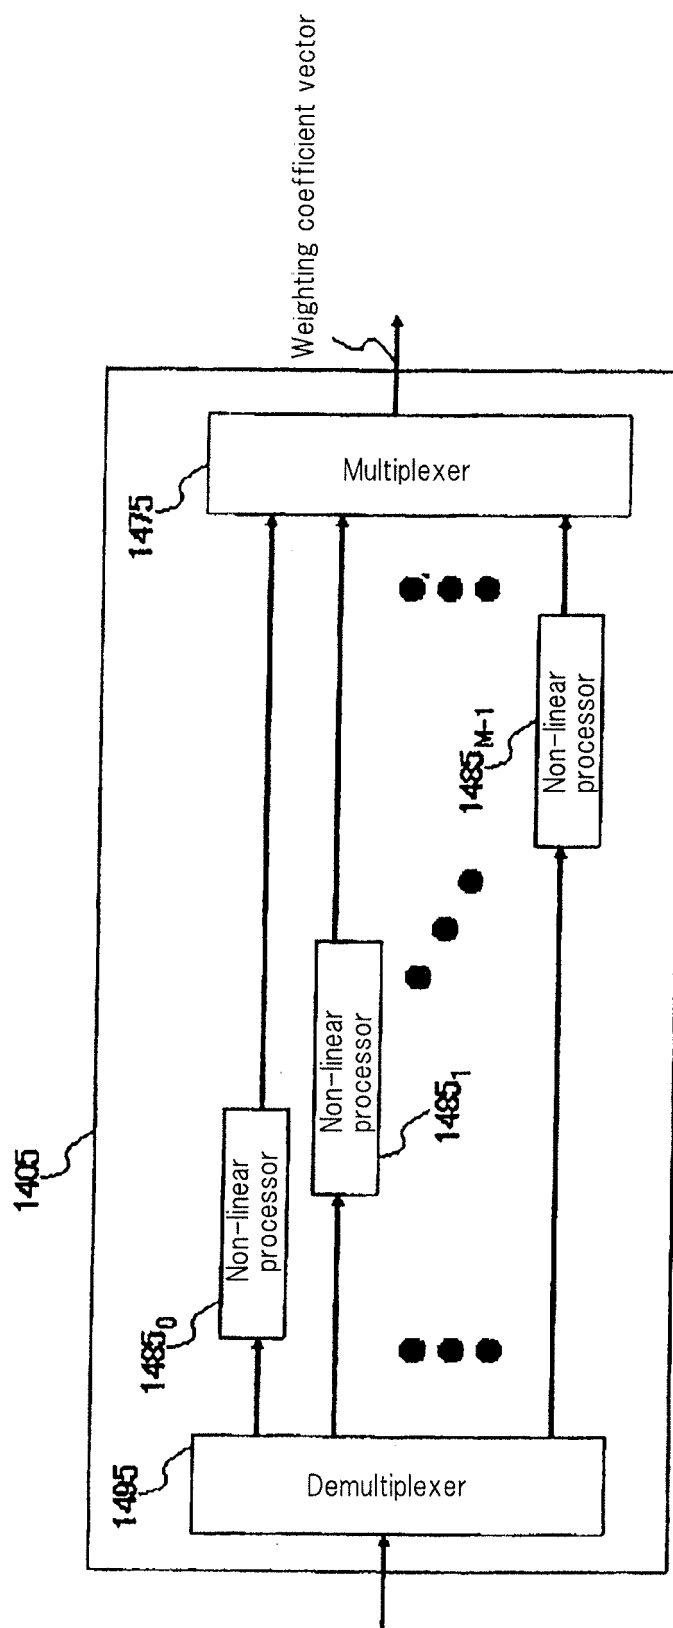 1405
1495
Demultiplexer
1485₀
Non-linear
processor
Non-linear
processor
1485₁
1485M-1
Non-linear
processor
1475
Multiplexer
Weighting coefficient vector